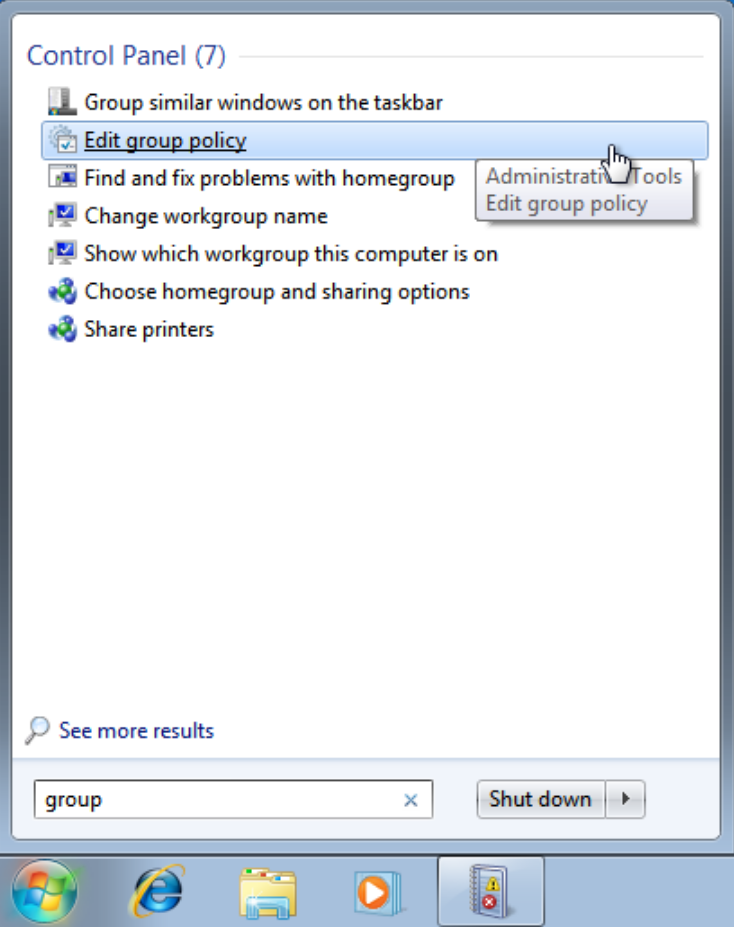 Control Panel (7)
Group similar windows on the taskbar
Edit group policy
Find and fix problems with homegroup
Administrative Tools
Edit group policy
Change workgroup name
Show which workgroup this computer is on
Choose homegroup and sharing options
Share printers
See more results
group
Shut down